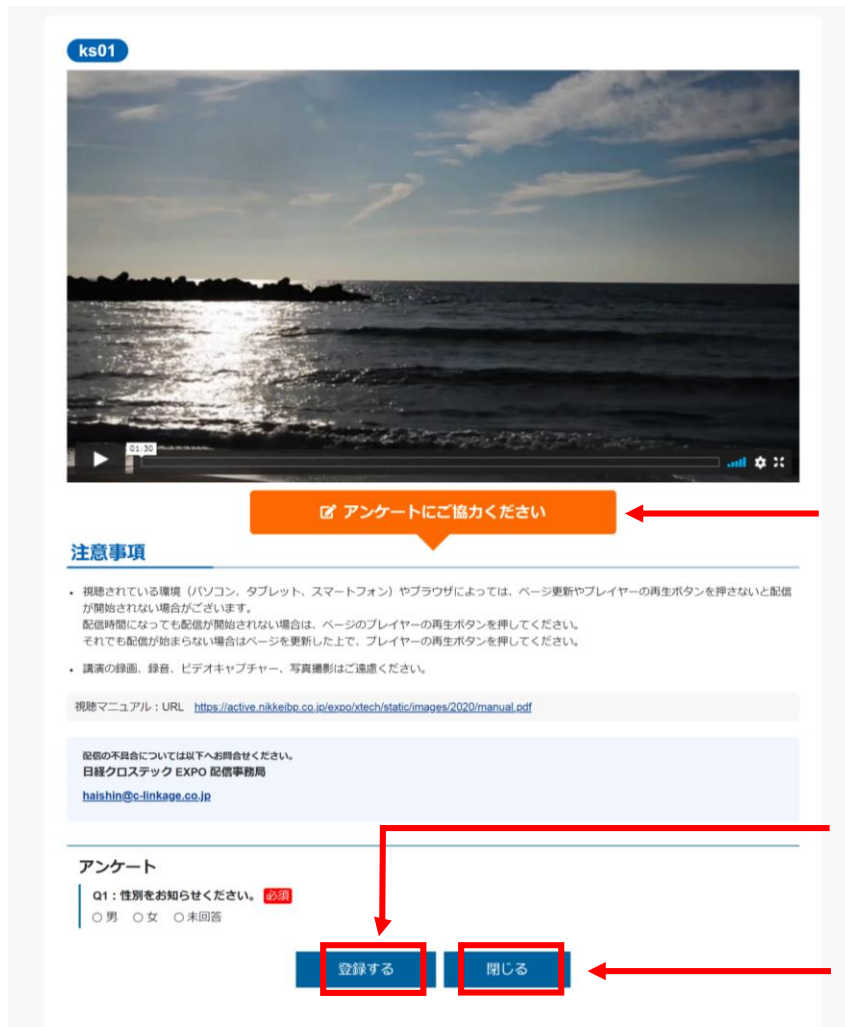 ks01
01:30
アンケートにご協力ください
注意事項
• 視聴されている環境（パソコン、タブレット、スマートフォン）やブラウザによっては、ページ更新やプレイヤーの再生ボタンを押さないと配信
が開始されない場合がございます。
配信時間になっても配信が開始されない場合は、ページのプレイヤーの再生ボタンを押してください。
それでも配信が始まらない場合はページを更新した上で、プレイヤーの再生ボタンを押してください。
• 講演の録画、録音、ビデオキャプチャー、写真撮影はご遠慮ください。
視聴マニュアル：URL https://active.nikkeibp.co.jp/expo/xtech/static/images/2020/manual.pdf
配信の不具合については以下へお問合せください。
日経クロステック EXPO 配信事務局
haishin@c-linkage.co.jp
アンケート
Q1：性別をお知らせください。 必須
○男 ○女 ○未回答
登録する 閉じる